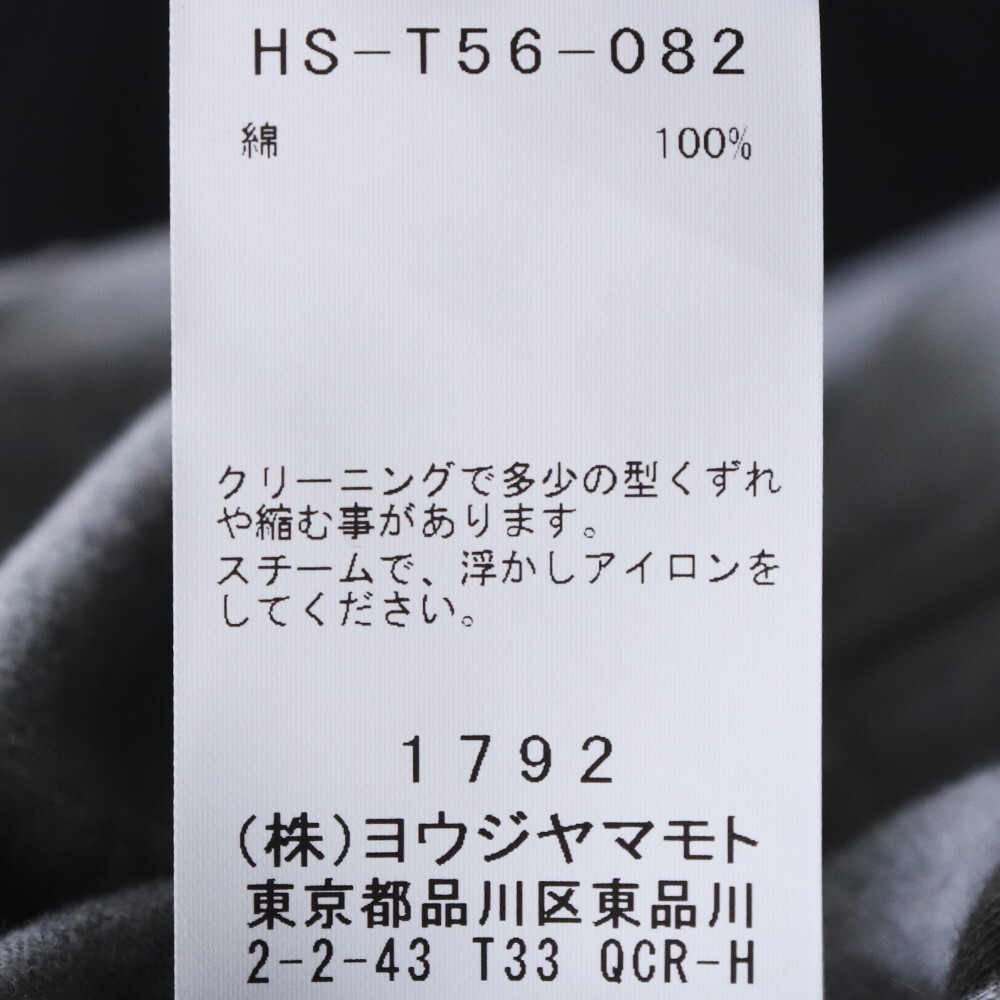 HS-T56-082
綿 100%
クリーニングで多少の型くずれ
や縮む事があります。
スチームで、浮かしアイロンを
してください。
1792
(株)ヨウジヤマモト
東京都品川区東品川
2-2-43 T33 QCR-H